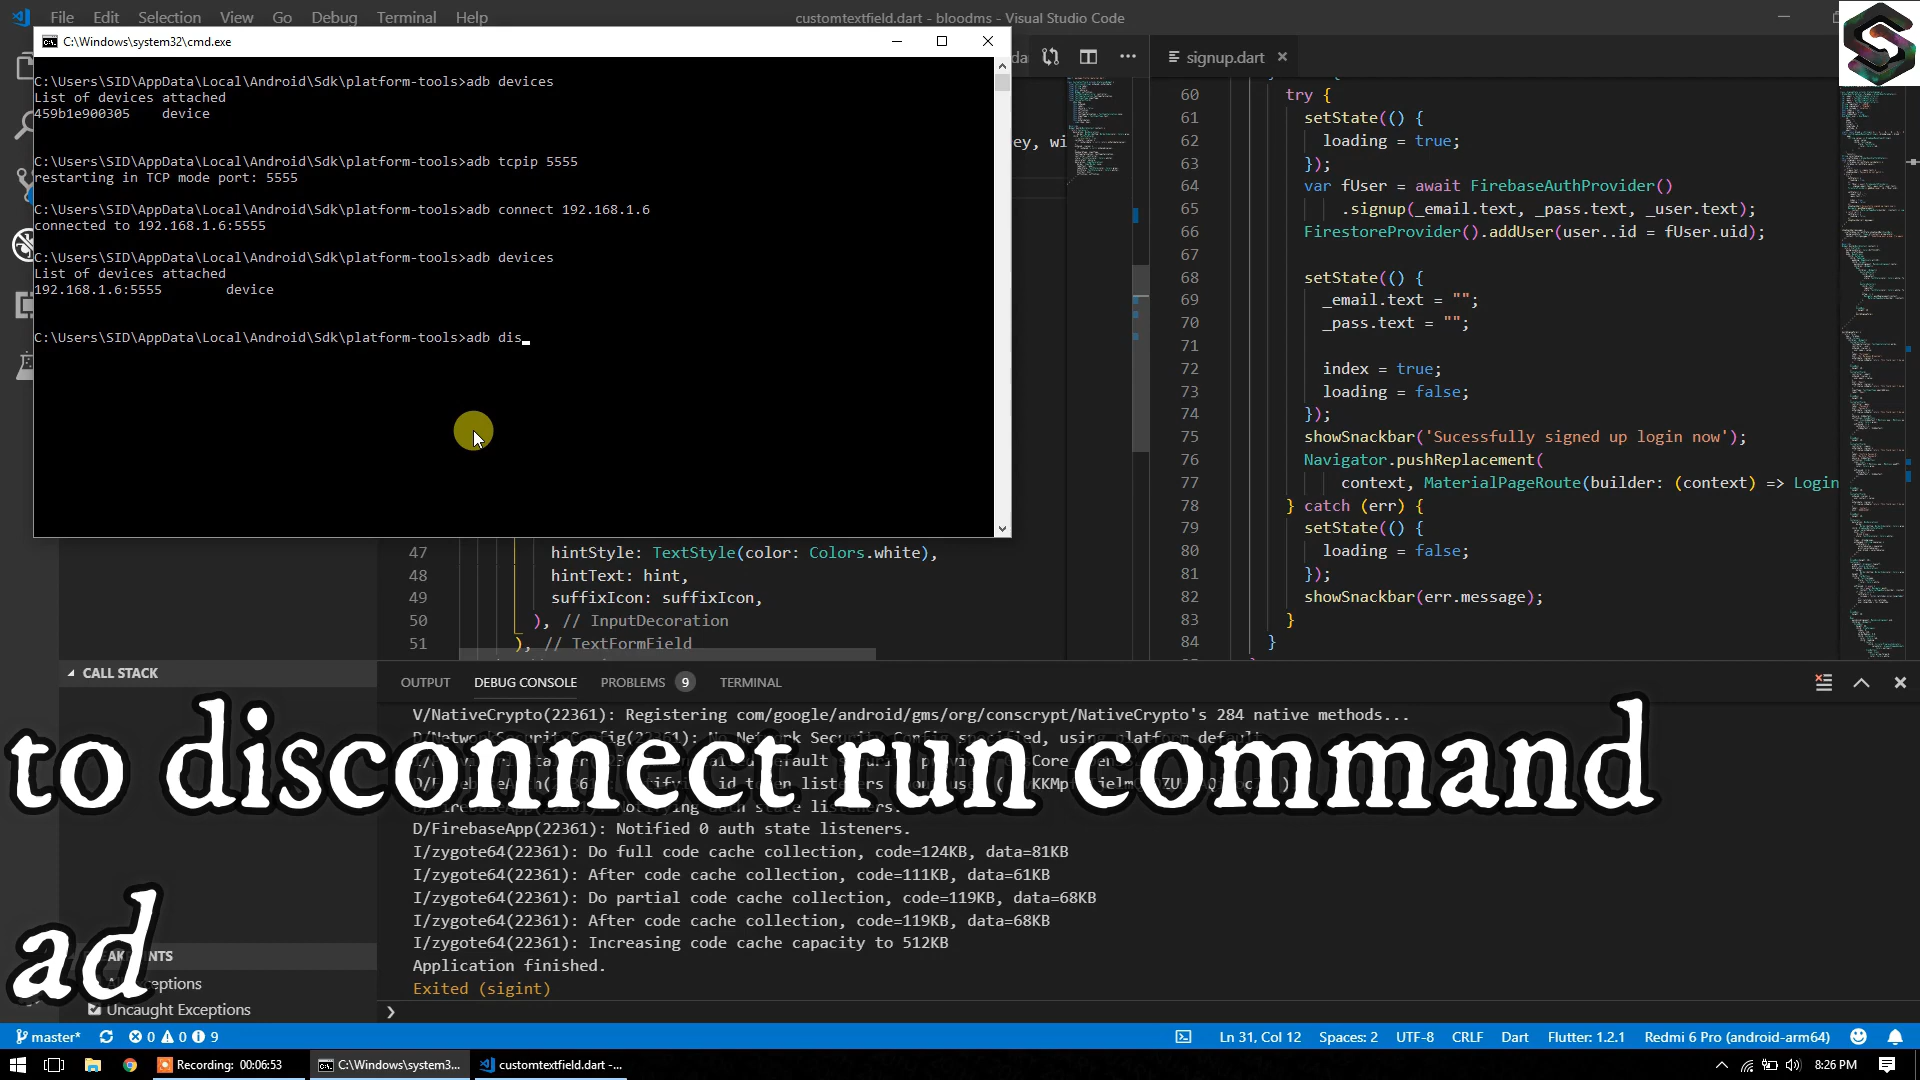 File Edit Selection View Go Debug Terminal Help
customtextfield.dart - bloodms - Visual Studio Code
C:\Windows\system32\cmd.exe
C:\Users\SID\AppData\Local\Android\Sdk\platform-tools>adb devices
List of devices attached
459b1e900305 device
C:\Users\SID\AppData\Local\Android\Sdk\platform-tools>adb tcpip 5555
restarting in TCP mode port: 5555
C:\Users\SID\AppData\Local\Android\Sdk\platform-tools>adb connect 192.168.1.6
connected to 192.168.1.6:5555
C:\Users\SID\AppData\Local\Android\Sdk\platform-tools>adb devices
List of devices attached
192.168.1.6:5555 device
C:\Users\SID\AppData\Local\Android\Sdk\platform-tools>adb dis_
da
ey, wi
47 hintStyle: TextStyle(color: Colors.white),
48 hintText: hint,
49 suffixIcon: suffixIcon,
50 ), // InputDecoration
51 ), // TextFormField
signup.dart
60 try {
61 setState(() {
62 loading = true;
63 });
64 var fUser = await FirebaseAuthProvider()
65 .signup(_email.text, _pass.text, _user.text);
66 FirestoreProvider().addUser(user..id = fUser.uid);
67
68 setState(() {
69 _email.text = "";
70 _pass.text = "";
71
72 index = true;
73 loading = false;
74 });
75 showSnackbar('Sucessfully signed up login now');
76 Navigator.pushReplacement(
77 context, MaterialPageRoute(builder: (context) => Login
78 } catch (err) {
79 setState(() {
80 loading = false;
81 });
82 showSnackbar(err.message);
83 }
84 }
CALL STACK
OUTPUT DEBUG CONSOLE PROBLEMS 9 TERMINAL
V/NativeCrypto(22361): Registering com/google/android/gms/org/conscrypt/NativeCrypto's 284 native methods...
to disconnect run command
D/FirebaseApp(22361): Notified 0 auth state listeners.
I/zygote64(22361): Do full code cache collection, code=124KB, data=81KB
I/zygote64(22361): After code cache collection, code=111KB, data=61KB
I/zygote64(22361): Do partial code cache collection, code=119KB, data=68KB
I/zygote64(22361): After code cache collection, code=119KB, data=68KB
I/zygote64(22361): Increasing code cache capacity to 512KB
Application finished.
Exited (sigint)
ad
Uncaught Exceptions
master* 0 0 9
Ln 31, Col 12 Spaces: 2 UTF-8 CRLF Dart Flutter: 1.2.1 Redmi 6 Pro (android-arm64)
Recording: 00:06:53 C:\Windows\system3... customtextfield.dart -... 8:26 PM